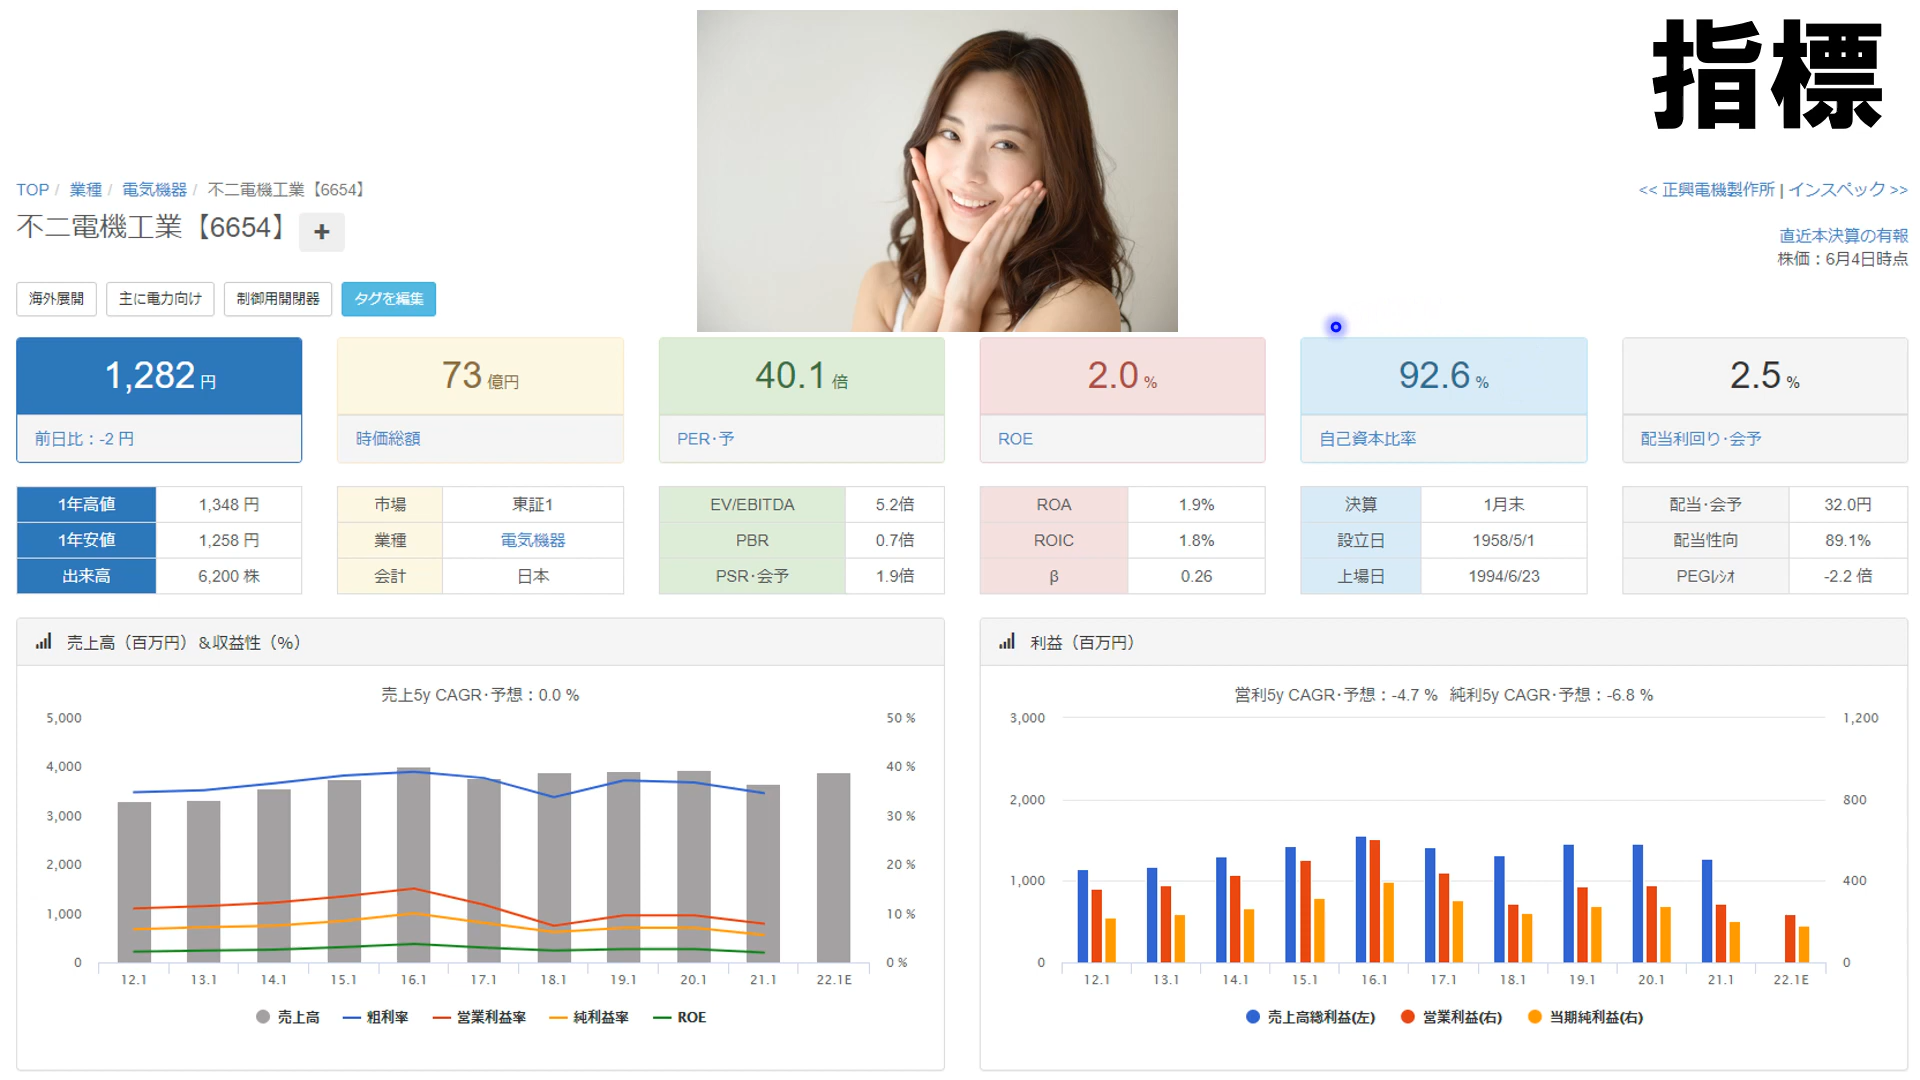 指標
TOP / 業種 / 電気機器 / 不二電機工業【6654】
<< 正興電機製作所 | インスペック >>
不二電機工業【6654】 +
直近本決算の有報
株価：6月4日時点
海外展開 主に電力向け 制御用開閉器 タグを編集
1,282 円
前日比：-2 円
73 億円
時価総額
40.1 倍
PER･予
2.0 %
ROE
92.6 %
自己資本比率
2.5 %
配当利回り･会予
1年高値 1,348 円
1年安値 1,258 円
出来高 6,200 株
市場 東証1
業種 電気機器
会計 日本
EV/EBITDA 5.2倍
PBR 0.7倍
PSR･会予 1.9倍
ROA 1.9%
ROIC 1.8%
β 0.26
決算 1月末
設立日 1958/5/1
上場日 1994/6/23
配当･会予 32.0円
配当性向 89.1%
PEGﾚｼｵ -2.2 倍
売上高（百万円）＆収益性（%）
売上5y CAGR･予想：0.0 %
5,000 50 %
4,000 40 %
3,000 30 %
2,000 20 %
1,000 10 %
0 0 %
12.1 13.1 14.1 15.1 16.1 17.1 18.1 19.1 20.1 21.1 22.1E
売上高 粗利率 営業利益率 純利益率 ROE
利益（百万円）
営利5y CAGR･予想：-4.7 % 純利5y CAGR･予想：-6.8 %
3,000 1,200
2,000 800
1,000 400
0 0
12.1 13.1 14.1 15.1 16.1 17.1 18.1 19.1 20.1 21.1 22.1E
売上高総利益(左) 営業利益(右) 当期純利益(右)